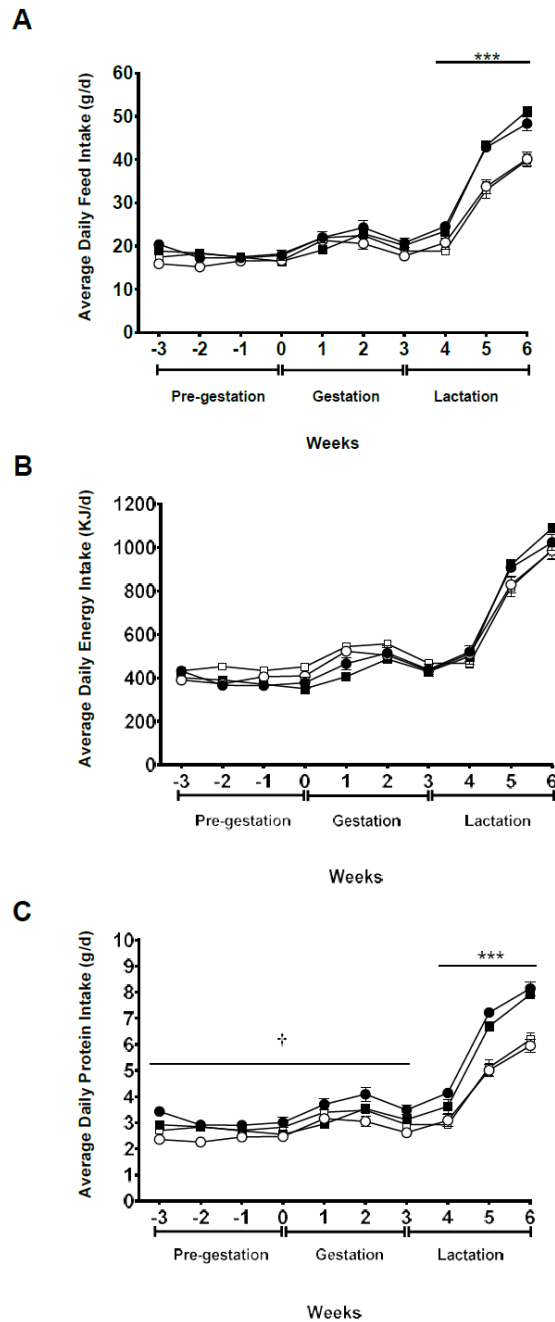 A
Average Daily Feed Intake (g/d)
60
50
40
30
20
10
0
***
-3 -2 -1 0 1 2 3 4 5 6
Pre-gestation Gestation Lactation
Weeks
B
Average Daily Energy Intake (KJ/d)
1200
1000
800
600
400
200
0
-3 -2 -1 0 1 2 3 4 5 6
Pre-gestation Gestation Lactation
Weeks
C
Average Daily Protein Intake (g/d)
10
9
8
7
6
5
4
3
2
1
0
***
†
-3 -2 -1 0 1 2 3 4 5 6
Pre-gestation Gestation Lactation
Weeks